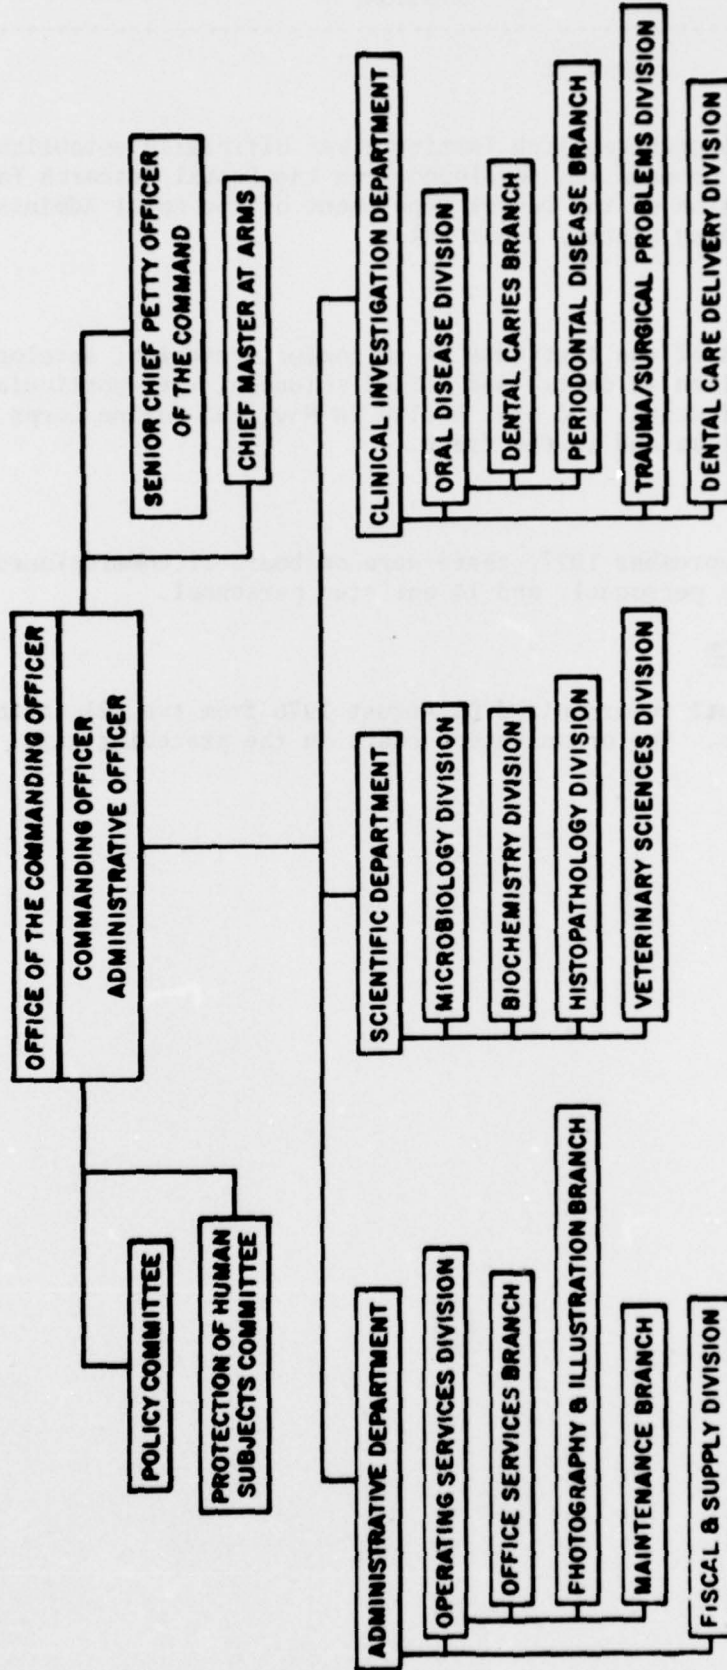 OFFICE OF THE COMMANDING OFFICER
COMMANDING OFFICER
ADMINISTRATIVE OFFICER
POLICY COMMITTEE
PROTECTION OF HUMAN
SUBJECTS COMMITTEE
SENIOR CHIEF PETTY OFFICER
OF THE COMMAND
CHIEF MASTER AT ARMS
ADMINISTRATIVE DEPARTMENT
OPERATING SERVICES DIVISION
OFFICE SERVICES BRANCH
PHOTOGRAPHY & ILLUSTRATION BRANCH
MAINTENANCE BRANCH
FISCAL & SUPPLY DIVISION
SCIENTIFIC DEPARTMENT
MICROBIOLOGY DIVISION
BIOCHEMISTRY DIVISION
HISTOPATHOLOGY DIVISION
VETERINARY SCIENCES DIVISION
CLINICAL INVESTIGATION DEPARTMENT
ORAL DISEASE DIVISION
DENTAL CARIES BRANCH
PERIODONTAL DISEASE BRANCH
TRAUMA/SURGICAL PROBLEMS DIVISION
DENTAL CARE DELIVERY DIVISION